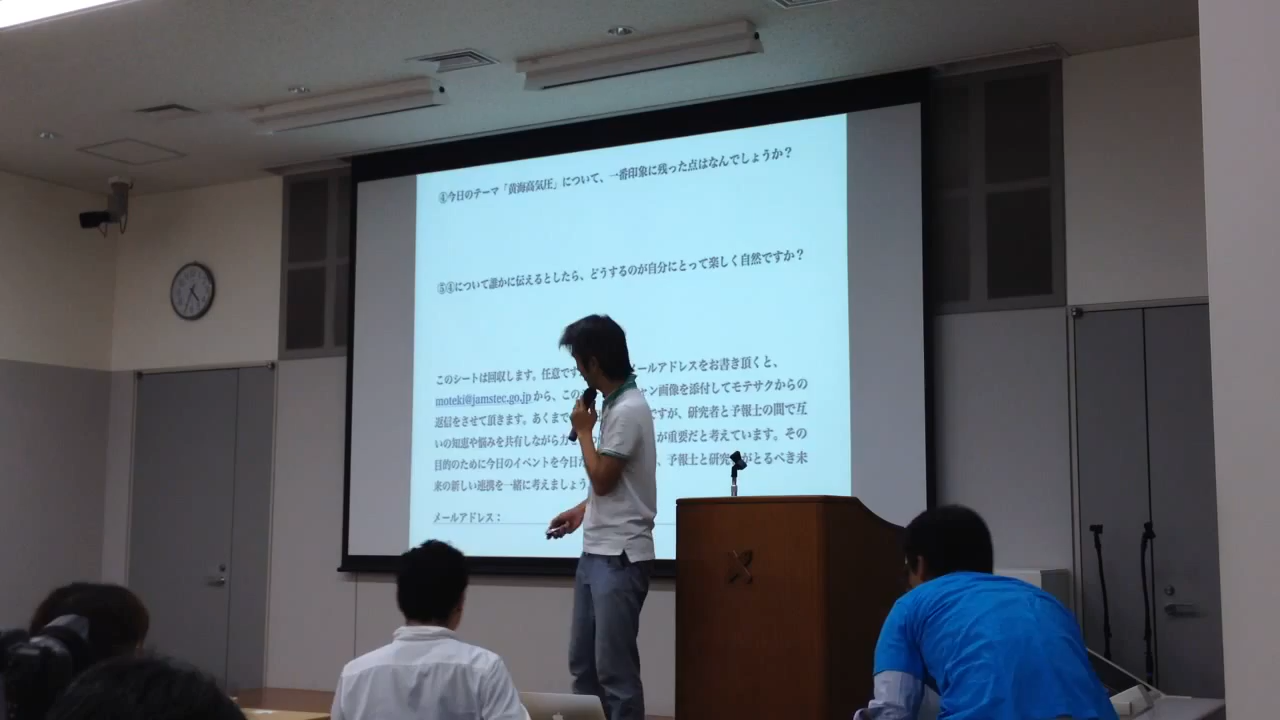 ④今日のテーマ「黄海高気圧」について、一番印象に残った点はなんでしょうか？
⑤④について誰かに伝えるとしたら、どうするのが自分にとって楽しく自然ですか？
このシートは回収します。任意です メールアドレスをお書き頂くと、
moteki@jamstec.go.jp から、この ャン画像を添付してモテサクからの
返信をさせて頂きます。あくまで ですが、研究者と予報士の間で互
いの知恵や悩みを共有しながら力 が重要だと考えています。その
目的のために今日のイベントを今日だ 、予報士と研究 がとるべき未
来の新しい連携を一緒に考えましょう
メールアドレス：